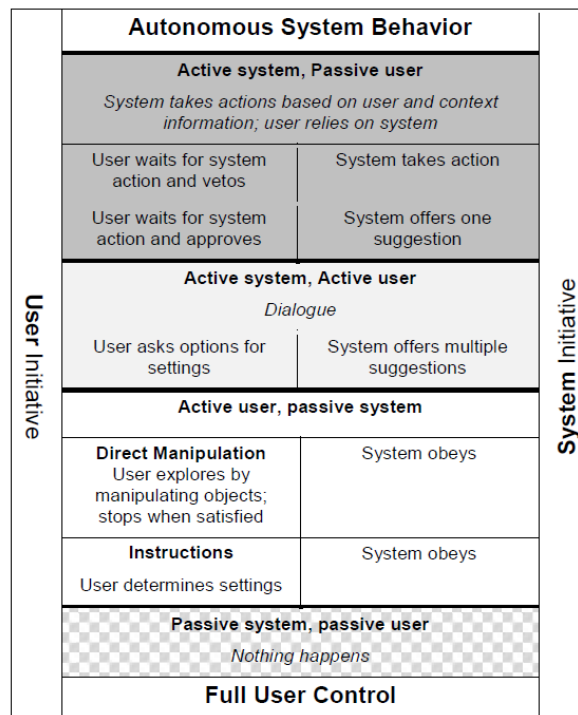 Autonomous System Behavior
Active system, Passive user
System takes actions based on user and context
information; user relies on system
User waits for system
action and vetos
System takes action
User waits for system
action and approves
System offers one
suggestion
Active system, Active user
Dialogue
User asks options for
settings
System offers multiple
suggestions
Active user, passive system
Direct Manipulation
User explores by
manipulating objects;
stops when satisfied
System obeys
Instructions
User determines settings
System obeys
Passive system, passive user
Nothing happens
Full User Control
User Initiative
System Initiative